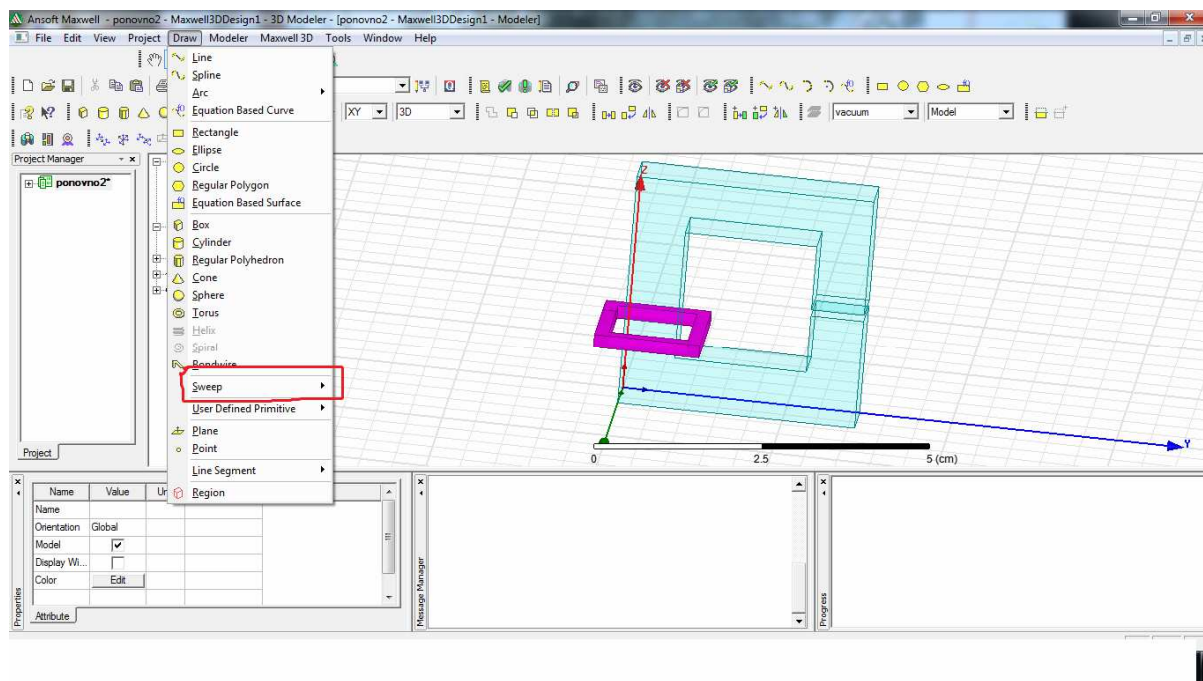 Ansoft Maxwell - ponovno2 - Maxwell3DDesign1 - 3D Modeler - [ponovno2 - Maxwell3DDesign1 - Modeler]
File Edit View Project Draw Modeler Maxwell 3D Tools Window Help
Line
Spline
Arc
Equation Based Curve
XY 3D vacuum Model
Rectangle
Ellipse
Circle
Regular Polygon
Equation Based Surface
Box
Cylinder
Regular Polyhedron
Cone
Sphere
Torus
Helix
Spiral
Bondwire
Sweep
User Defined Primitive
Plane
Point
Line Segment
Region
Project Manager
ponovno2*
Project
Z
Y
0 2.5 5 (cm)
Name Value
Name
Orientation Global
Model
Display Wi...
Color Edit
Attribute
Properties
Message Manager
Progress